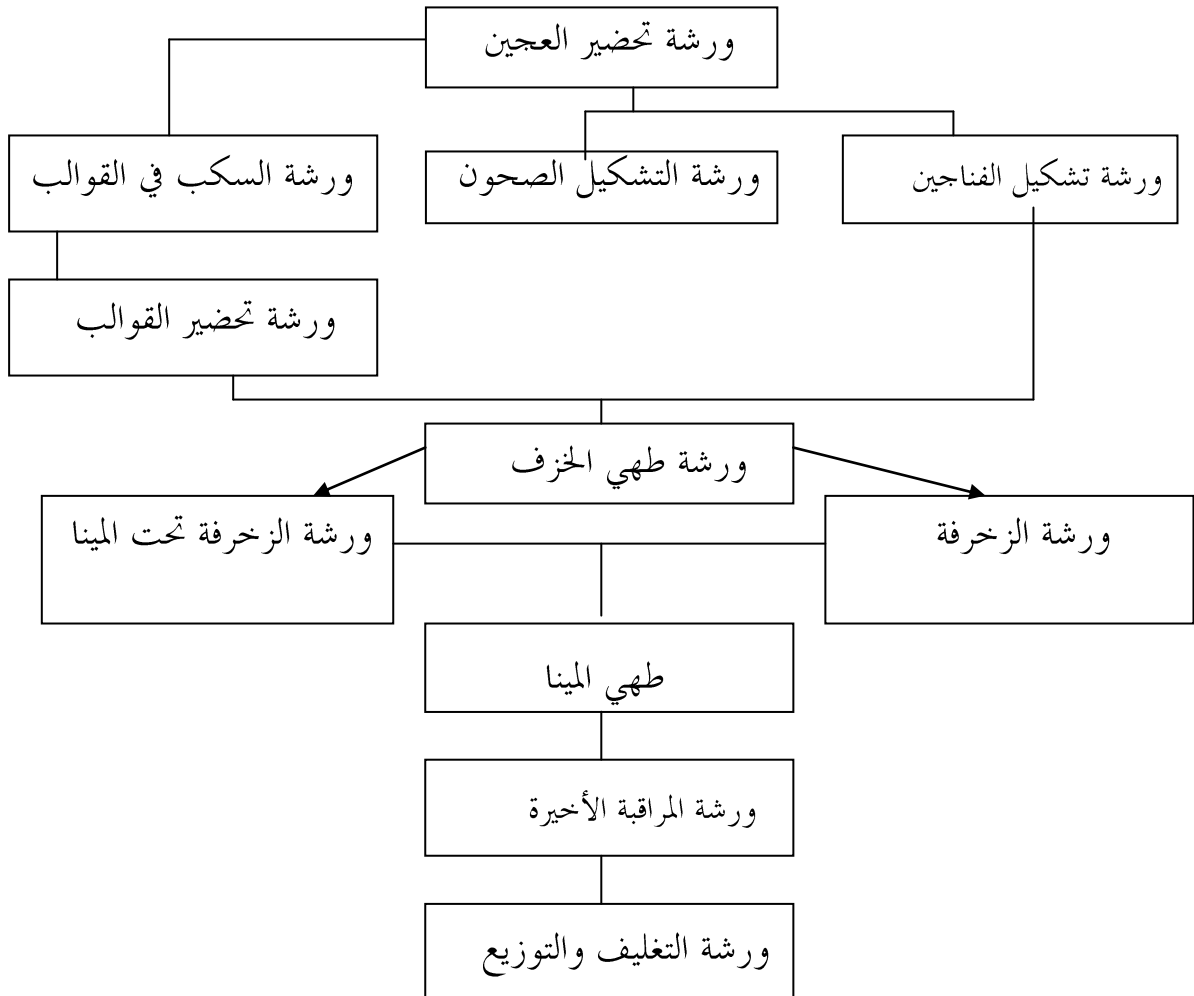 ورشة تحضير العجين
ورشة تشكيل الفناجين
ورشة التشكيل الصحون
ورشة السكب في القوالب
ورشة تحضير القوالب
ورشة طهي الخزف
ورشة الزخرفة
ورشة الزخرفة تحت المينا
طهي المينا
ورشة المراقبة الأخيرة
ورشة التغليف والتوزيع